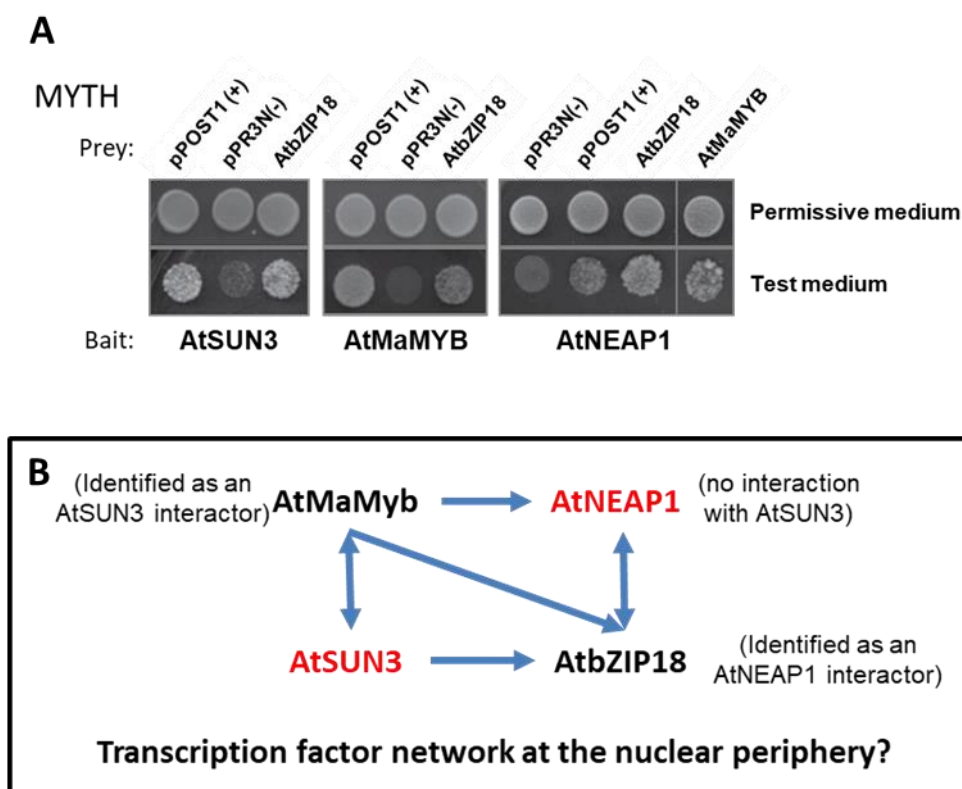 A
MYTH
Prey:
pPOST1 (+)
pPR3N(-)
AtbZIP18
pPOST1 (+)
pPR3N(-)
AtbZIP18
pPR3N(-)
pPOST1 (+)
AtbZIP18
AtMaMYB
Permissive medium
Test medium
Bait:
AtSUN3
AtMaMYB
AtNEAP1
B
(Identified as an
AtSUN3 interactor)
AtMaMyb
AtNEAP1
(no interaction
with AtSUN3)
AtSUN3
AtbZIP18
(Identified as an
AtNEAP1 interactor)
Transcription factor network at the nuclear periphery?